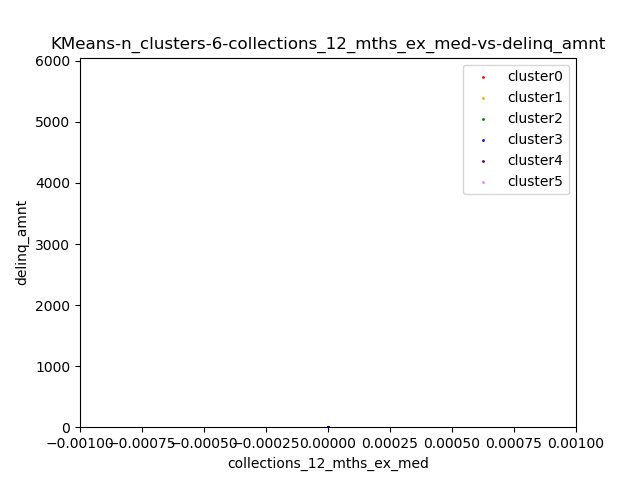 KMeans-n_clusters-6-collections_12_mths_ex_med-vs-delinq_amnt
6000
5000
4000
3000
2000
1000
0
delinq_amnt
cluster0
cluster1
cluster2
cluster3
cluster4
cluster5
−0.00100 −0.00075 −0.00050 −0.00025 0.00000 0.00025 0.00050 0.00075 0.00100
collections_12_mths_ex_med